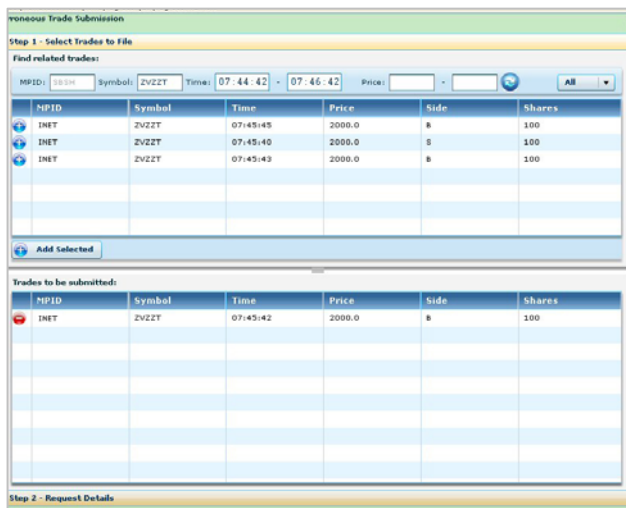 roneous Trade Submission
Step 1 - Select Trades to File
Find related trades:
MPID: SBSH Symbol: ZVZZT Time: 07:44:42 - 07:46:42 Price: - All
MPID Symbol Time Price Side Shares
INET ZVZZT 07:45:45 2000.0 B 100
INET ZVZZT 07:45:40 2000.0 S 100
INET ZVZZT 07:45:43 2000.0 B 100
Add Selected
Trades to be submitted:
MPID Symbol Time Price Side Shares
INET ZVZZT 07:45:42 2000.0 B 100
Step 2 - Request Details